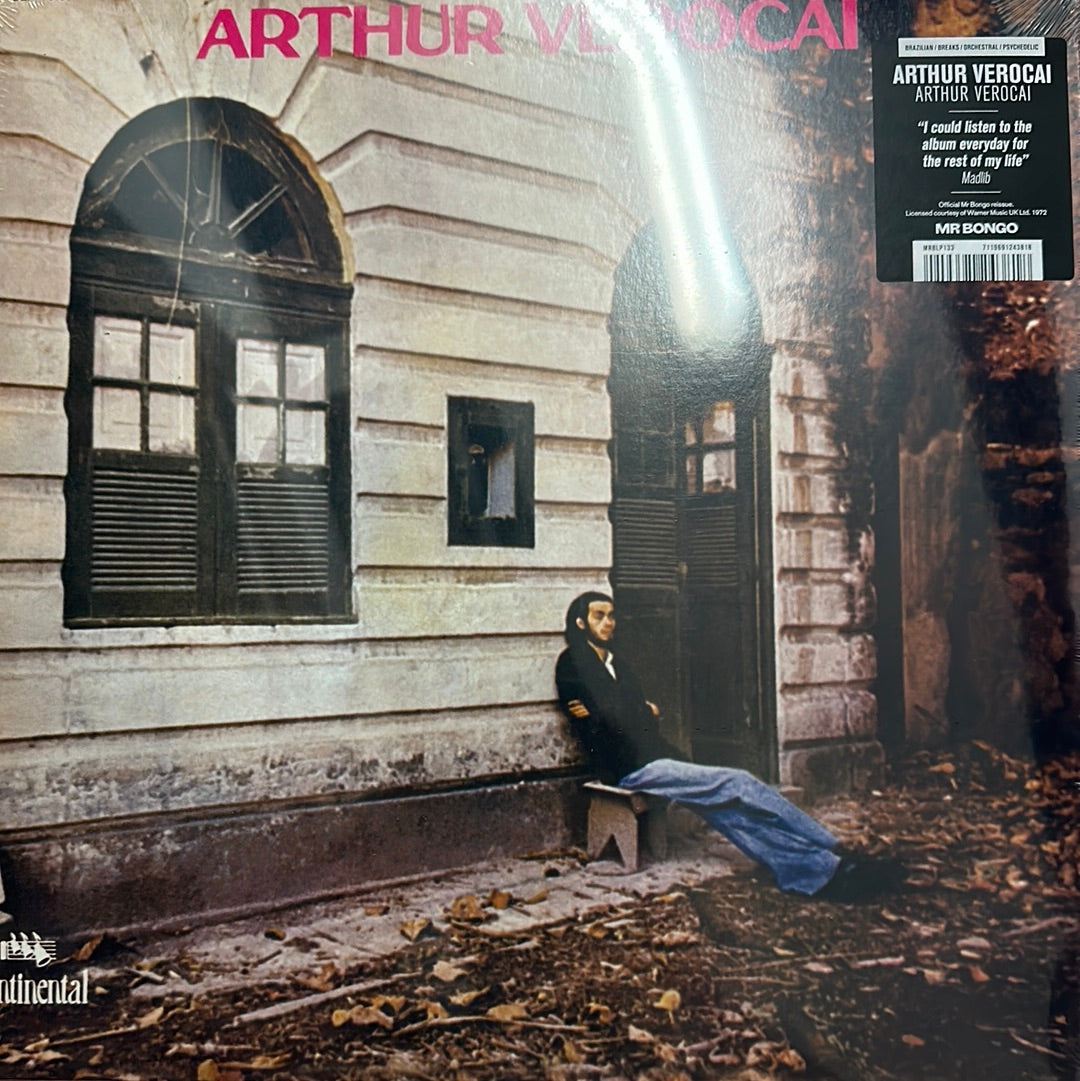 ARTHUR VEROCAI
BRAZILIAN / BREAKS / ORCHESTRAL / PSYCHEDELIC
ARTHUR VEROCAI
ARTHUR VEROCAI
“I could listen to the
album everyday for
the rest of my life”
Madlib
Official Mr Bongo reissue.
Licensed courtesy of Warner Music UK Ltd. 1972
MR BONGO
MRBLP133 7119691243818
ntinental